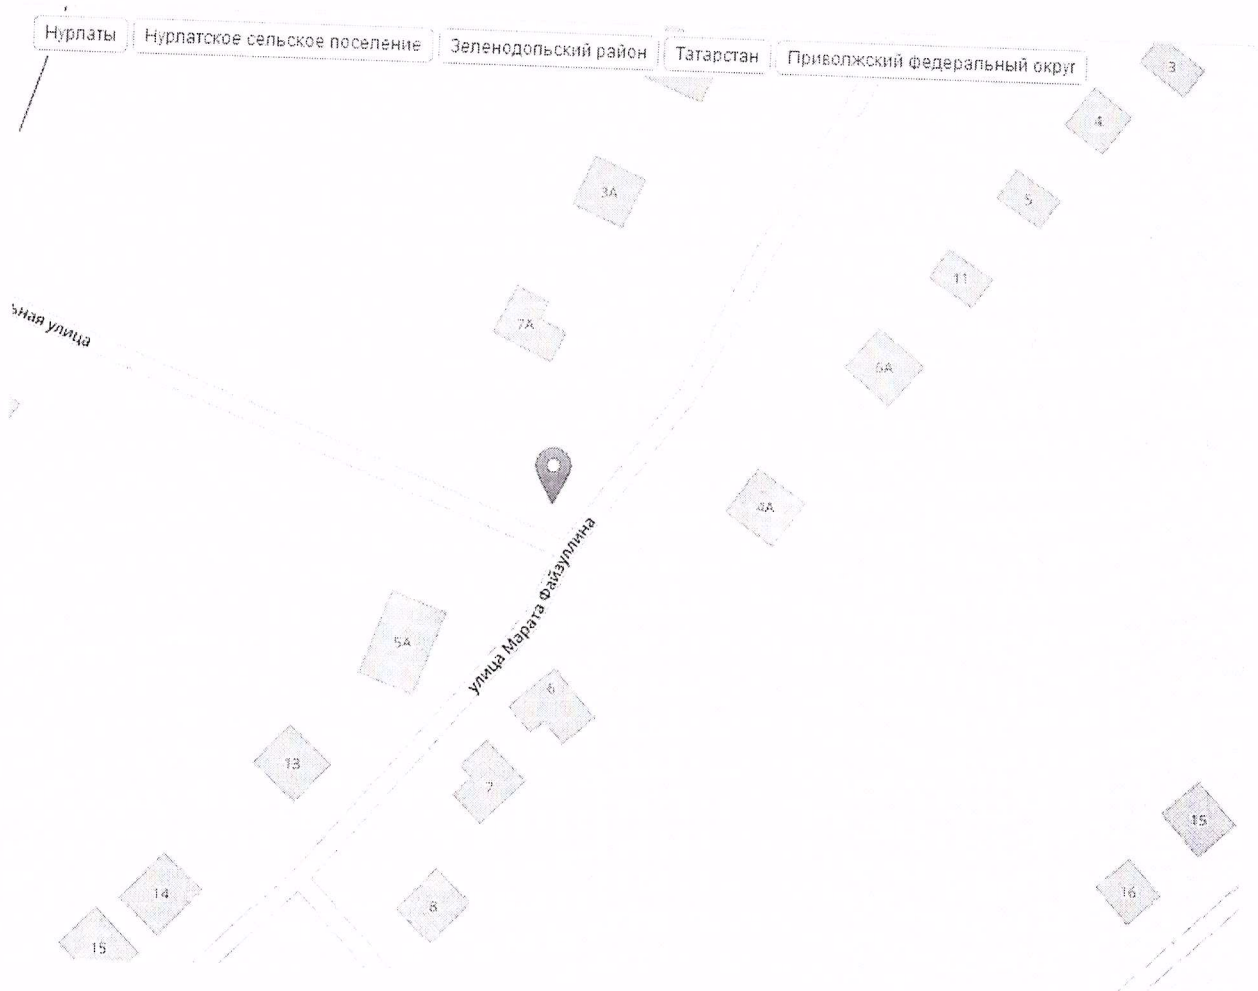 Нурлаты Нурлатское сельское поселение Зеленодольский район Татарстан Приволжский федеральный округ
3
4
3А
5
11
ьная улица
7А
6А
4А
улица Марата Файзуллина
5А
6
13
7
15
14
8
16
15